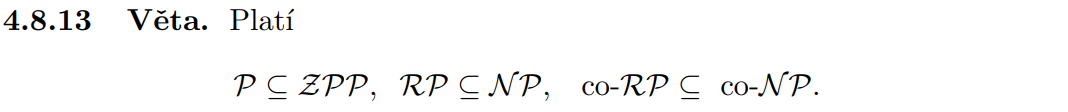 4.8.13 Věta. Platí
𝒫 ⊆ 𝒵𝒫𝒫, ℛ𝒫 ⊆ 𝒩𝒫, co-ℛ𝒫 ⊆ co-𝒩𝒫.